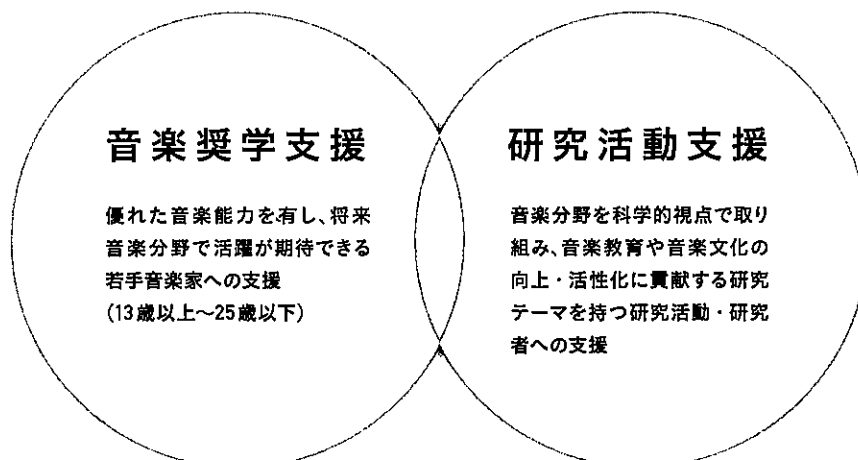 音楽奨学支援
優れた音楽能力を有し、将来
音楽分野で活躍が期待できる
若手音楽家への支援
(13歳以上〜25歳以下)
研究活動支援
音楽分野を科学的視点で取り
組み、音楽教育や音楽文化の
向上・活性化に貢献する研究
テーマを持つ研究活動・研究
者への支援